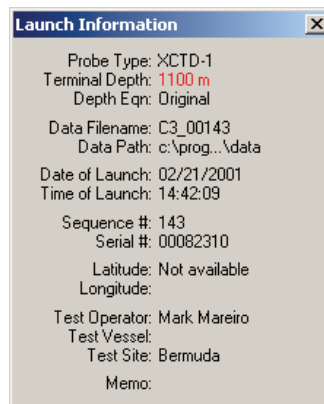 Launch Information
Probe Type: XCTD-1
Terminal Depth: 1100 m
Depth Eqn: Original
Data Filename: C3_00143
Data Path: c:\prog...\data
Date of Launch: 02/21/2001
Time of Launch: 14:42:09
Sequence #: 143
Serial #: 00082310
Latitude: Not available
Longitude:
Test Operator: Mark Mareiro
Test Vessel:
Test Site: Bermuda
Memo: